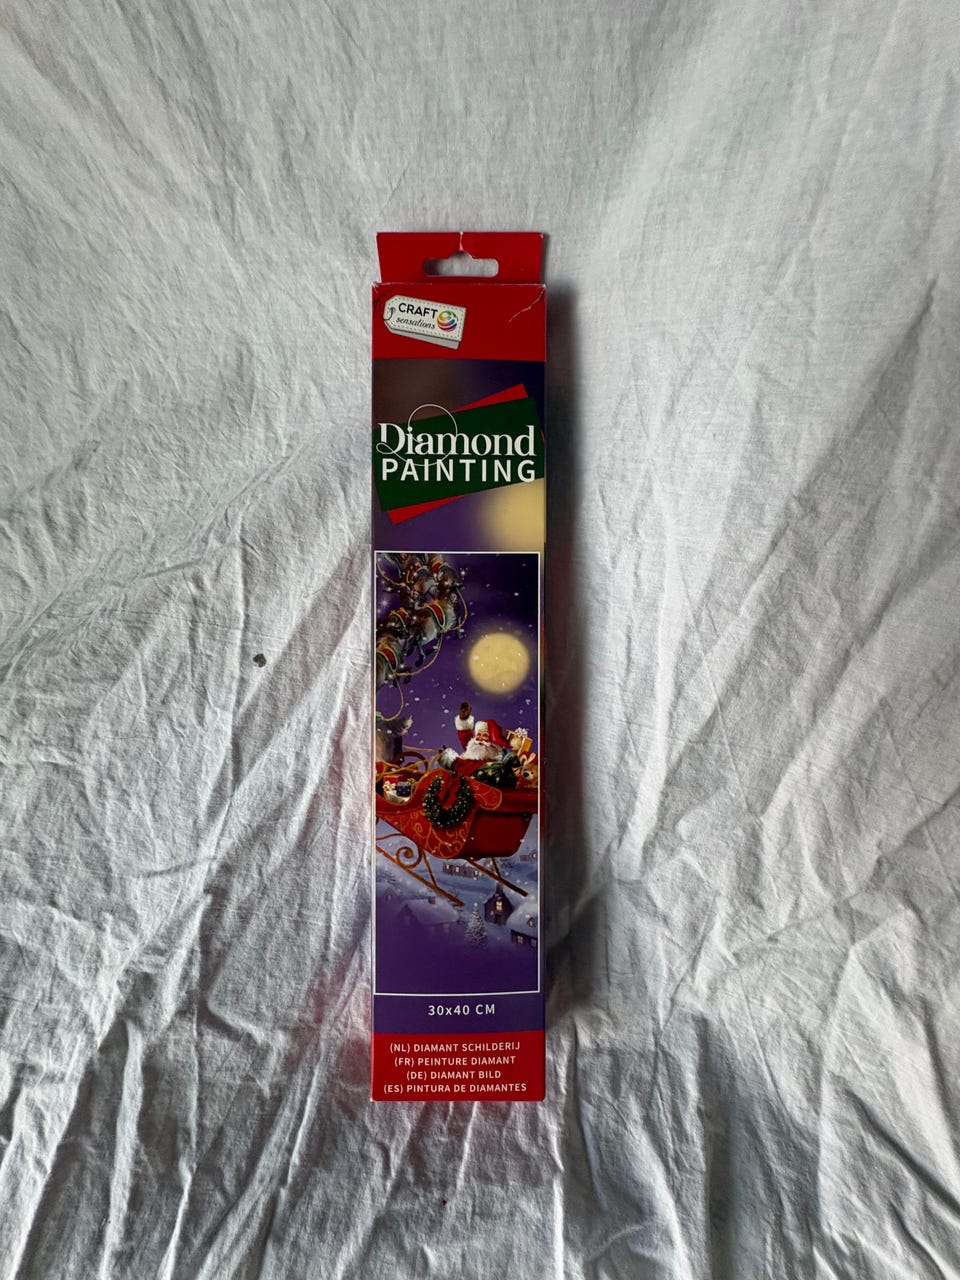 CRAFT
sensations
Diamond
PAINTING
30x40 CM
(NL) DIAMANT SCHILDERIJ
(FR) PEINTURE DIAMANT
(DE) DIAMANT BILD
(ES) PINTURA DE DIAMANTES